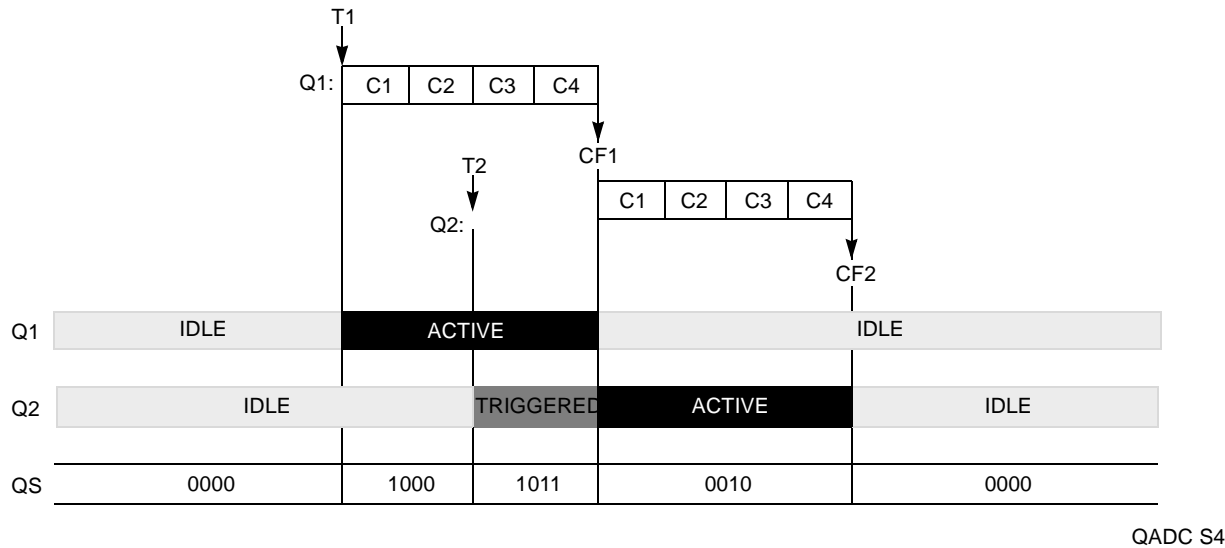 T1
Q1: C1 C2 C3 C4
CF1
T2
C1 C2 C3 C4
Q2:
CF2
Q1 IDLE ACTIVE IDLE
Q2 IDLE TRIGGERED ACTIVE IDLE
QS 0000 1000 1011 0010 0000
QADC S4